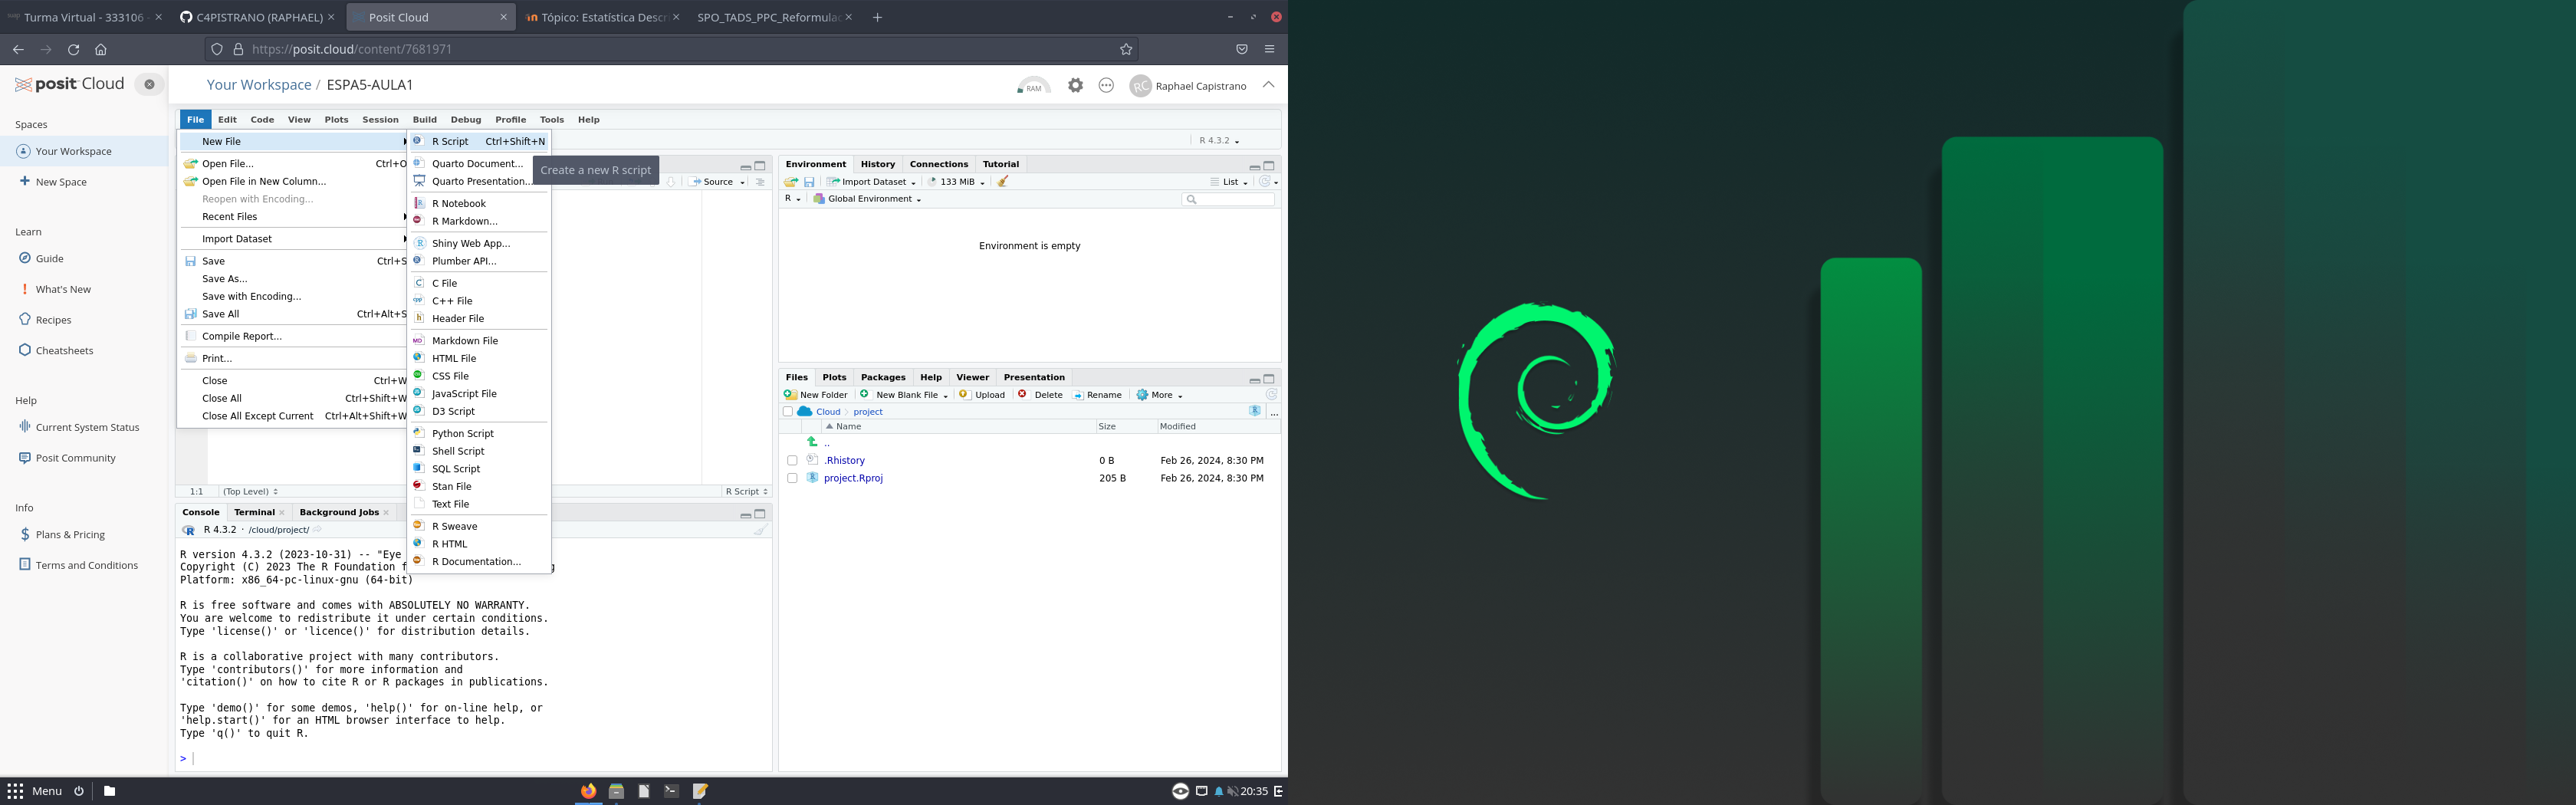 Turma Virtual - 333106
C4PISTRANO (RAPHAEL)
Posit Cloud
Tópico: Estatística Descr
SPO_TADS_PPC_Reformulac
https://posit.cloud/content/7681971
posit Cloud
Your Workspace / ESPA5-AULA1
RAM
RC
Raphael Capistrano
Spaces
Your Workspace
New Space
Learn
Guide
What's New
Recipes
Cheatsheets
Help
Current System Status
Posit Community
Info
Plans & Pricing
Terms and Conditions
File Edit Code View Plots Session Build Debug Profile Tools Help
R 4.3.2
New File
Open File... Ctrl+O
Open File in New Column...
Reopen with Encoding...
Recent Files
Import Dataset
Save Ctrl+S
Save As...
Save with Encoding...
Save All Ctrl+Alt+S
Compile Report...
Print...
Close Ctrl+W
Close All Ctrl+Shift+W
Close All Except Current Ctrl+Alt+Shift+W
R Script Ctrl+Shift+N
Quarto Document...
Quarto Presentation...
R Notebook
R Markdown...
Shiny Web App...
Plumber API...
C File
C++ File
Header File
Markdown File
HTML File
CSS File
JavaScript File
D3 Script
Python Script
Shell Script
SQL Script
Stan File
Text File
R Sweave
R HTML
R Documentation...
Create a new R script
Source
1:1 (Top Level) R Script
Console Terminal Background Jobs
R 4.3.2 · /cloud/project/
R version 4.3.2 (2023-10-31) -- "Eye
Copyright (C) 2023 The R Foundation f g
Platform: x86_64-pc-linux-gnu (64-bit)
R is free software and comes with ABSOLUTELY NO WARRANTY.
You are welcome to redistribute it under certain conditions.
Type 'license()' or 'licence()' for distribution details.
R is a collaborative project with many contributors.
Type 'contributors()' for more information and
'citation()' on how to cite R or R packages in publications.
Type 'demo()' for some demos, 'help()' for on-line help, or
'help.start()' for an HTML browser interface to help.
Type 'q()' to quit R.
>
Environment History Connections Tutorial
Import Dataset 133 MiB List
R Global Environment
Environment is empty
Files Plots Packages Help Viewer Presentation
New Folder New Blank File Upload Delete Rename More
Cloud project ...
Name Size Modified
..
.Rhistory 0 B Feb 26, 2024, 8:30 PM
project.Rproj 205 B Feb 26, 2024, 8:30 PM
Menu
20:35